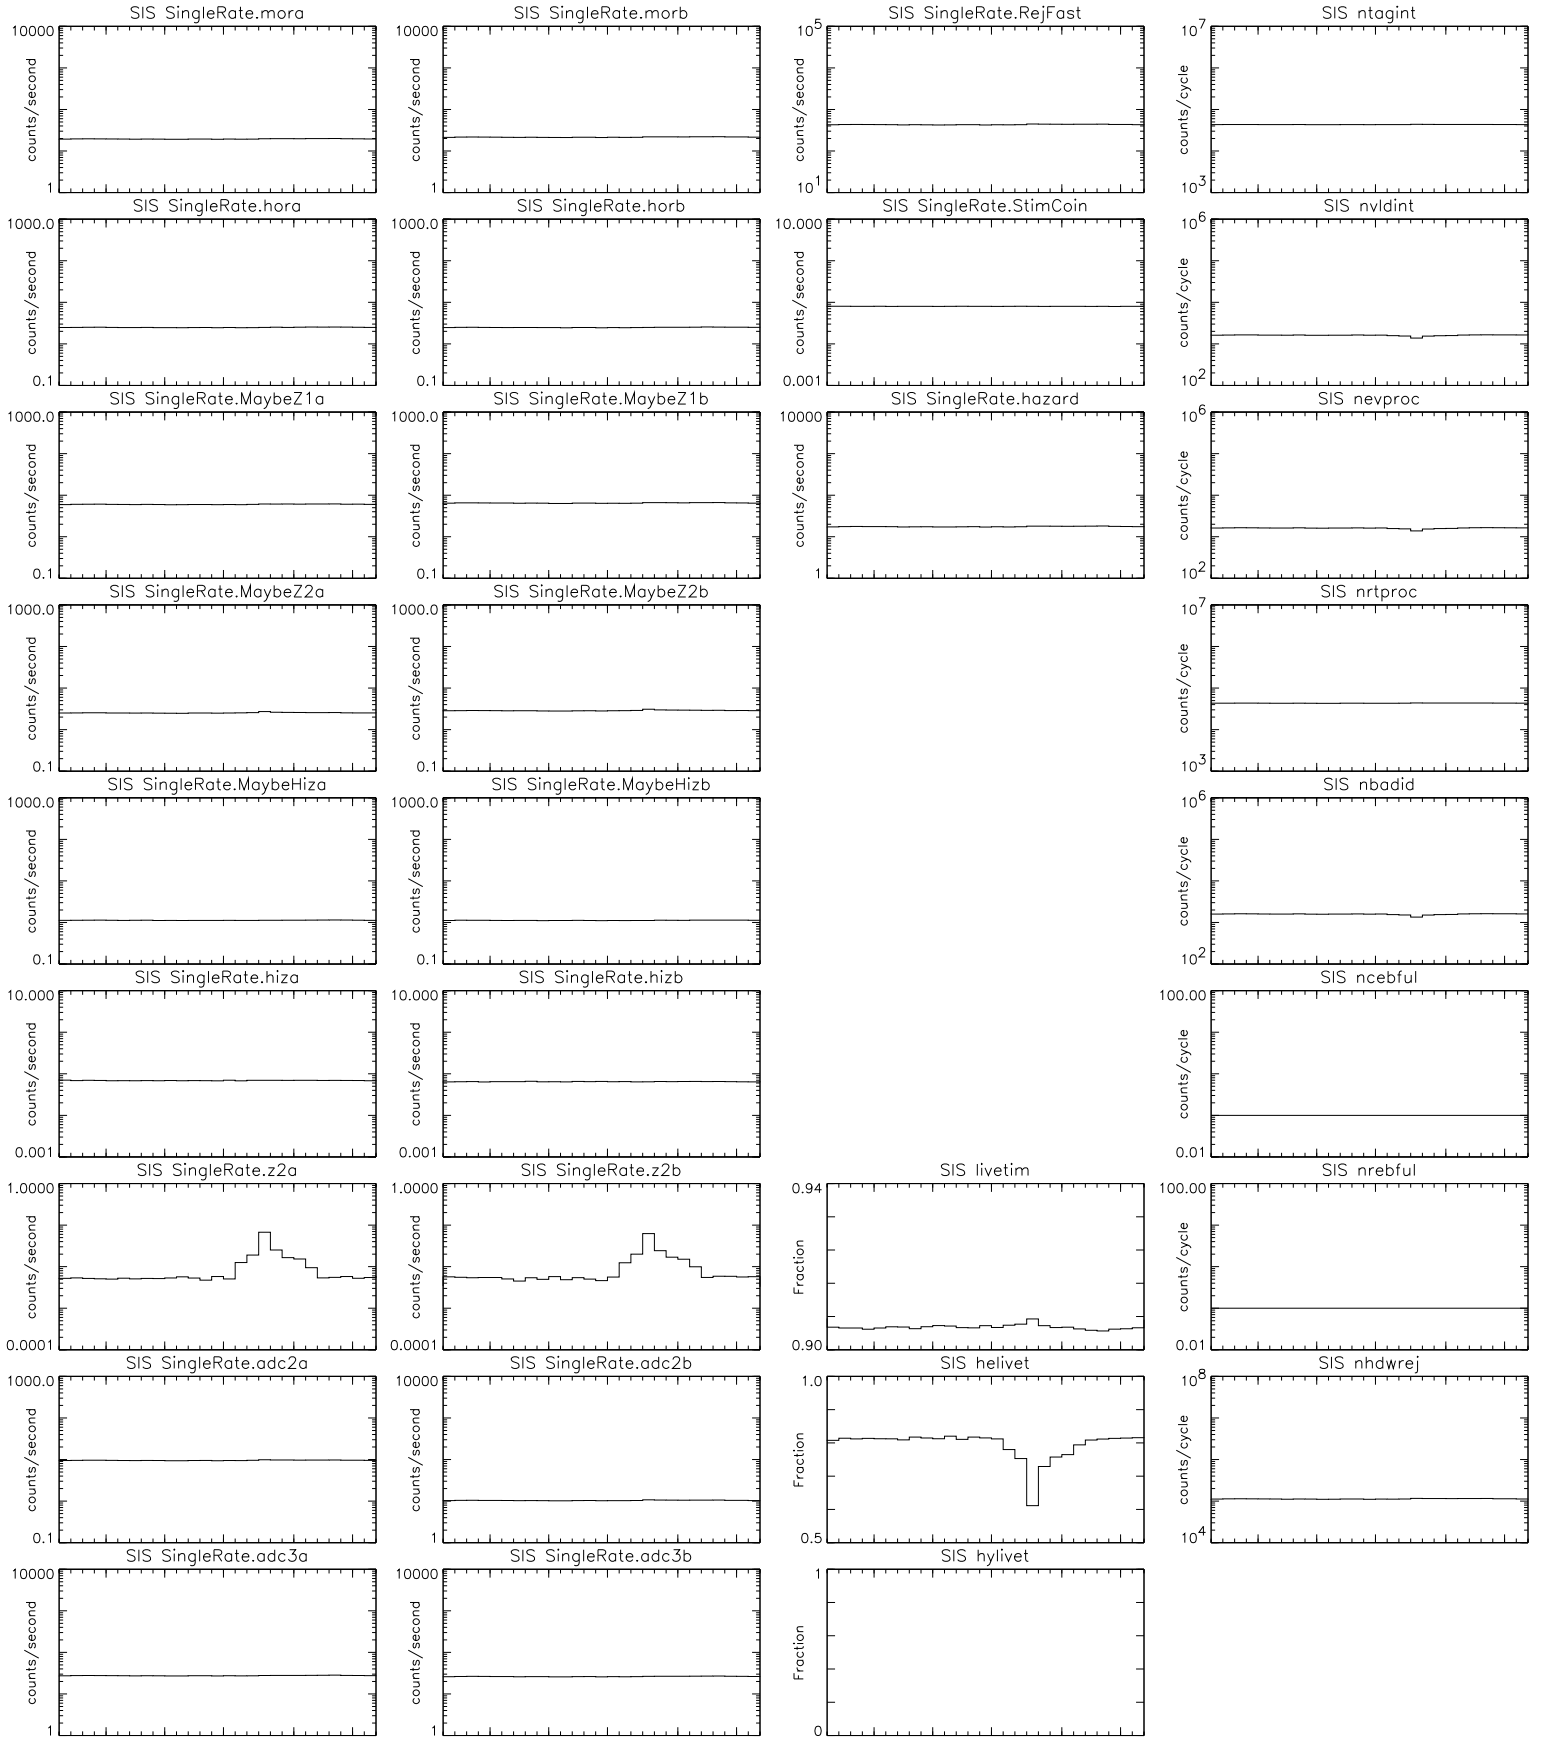 SIS SingleRate.mora
10000
counts/second
1
SIS SingleRate.morb
10000
counts/second
1
SIS SingleRate.RejFast
10^5
counts/second
10^1
SIS ntagint
10^7
counts/cycle
10^3
SIS SingleRate.hora
1000.0
counts/second
0.1
SIS SingleRate.horb
1000.0
counts/second
0.1
SIS SingleRate.StimCoin
10.000
counts/second
0.001
SIS nvldint
10^6
counts/cycle
10^2
SIS SingleRate.MaybeZ1a
1000.0
counts/second
0.1
SIS SingleRate.MaybeZ1b
1000.0
counts/second
0.1
SIS SingleRate.hazard
10000
counts/second
1
SIS nevproc
10^6
counts/cycle
10^2
SIS SingleRate.MaybeZ2a
1000.0
counts/second
0.1
SIS SingleRate.MaybeZ2b
1000.0
counts/second
0.1
SIS nrtproc
10^7
counts/cycle
10^3
SIS SingleRate.MaybeHiza
1000.0
counts/second
0.1
SIS SingleRate.MaybeHizb
1000.0
counts/second
0.1
SIS nbadid
10^6
counts/cycle
10^2
SIS SingleRate.hiza
10.000
counts/second
0.001
SIS SingleRate.hizb
10.000
counts/second
0.001
SIS ncebful
100.00
counts/cycle
0.01
SIS SingleRate.z2a
1.0000
counts/second
0.0001
SIS SingleRate.z2b
1.0000
counts/second
0.0001
SIS livetim
0.94
Fraction
0.90
SIS nrebful
100.00
counts/cycle
0.01
SIS SingleRate.adc2a
1000.0
counts/second
0.1
SIS SingleRate.adc2b
10000
counts/second
1
SIS helivet
1.0
Fraction
0.5
SIS nhdwrej
10^8
counts/cycle
10^4
SIS SingleRate.adc3a
10000
counts/second
1
SIS SingleRate.adc3b
10000
counts/second
1
SIS hylivet
1
Fraction
0